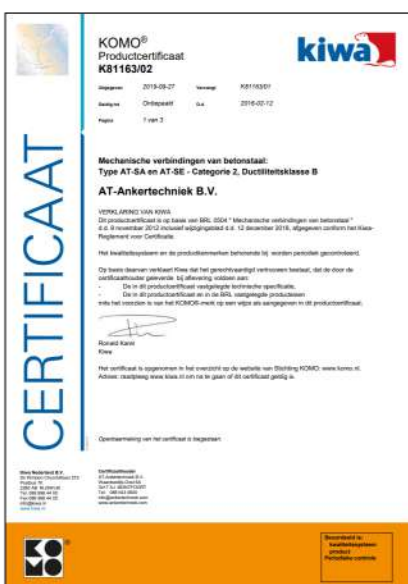 KOMO®
Productcertificaat
K81163/02
kiwa
Uitgegeven 2019-09-27 Vervangt K81163/01
Geldig tot Onbepaald D.d. 2016-02-12
Pagina 1 van 3
CERTIFICAAT
Mechanische verbindingen van betonstaal:
Type AT-SA en AT-SE - Categorie 2, Ductiliteitsklasse B
AT-Ankertechniek B.V.
VERKLARING VAN KIWA
Dit productcertificaat is op basis van BRL 0504 "Mechanische verbindingen van betonstaal"
d.d. 8 november 2012 inclusief wijzigingsblad d.d. 12 december 2018, afgegeven conform het Kiwa-
Reglement voor Certificatie.
Het kwaliteitssysteem en de productkenmerken behorende bij worden periodiek gecontroleerd.
Op basis daarvan verklaart Kiwa dat het gerechtvaardigd vertrouwen bestaat, dat de door de
certificaathouder geleverde bij aflevering voldoen aan:
- De in dit productcertificaat vastgelegde technische specificatie,
- De in dit productcertificaat en in de BRL vastgelegde producteisen
mits het voorzien is van het KOMO®-merk op een wijze als aangegeven in dit productcertificaat.
Ronald Karel
Kiwa
Het certificaat is opgenomen in het overzicht op de website van Stichting KOMO: www.komo.nl.
Advies: raadpleeg www.kiwa.nl om na te gaan of dit certificaat geldig is.
Openbaarmaking van het certificaat is toegestaan.
Kiwa Nederland B.V.
www.kiwa.nl
Certificaathouder
AT-Ankertechniek B.V.
KOMO
Beoordeeld is:
kwaliteitssysteem
product
Periodieke controle